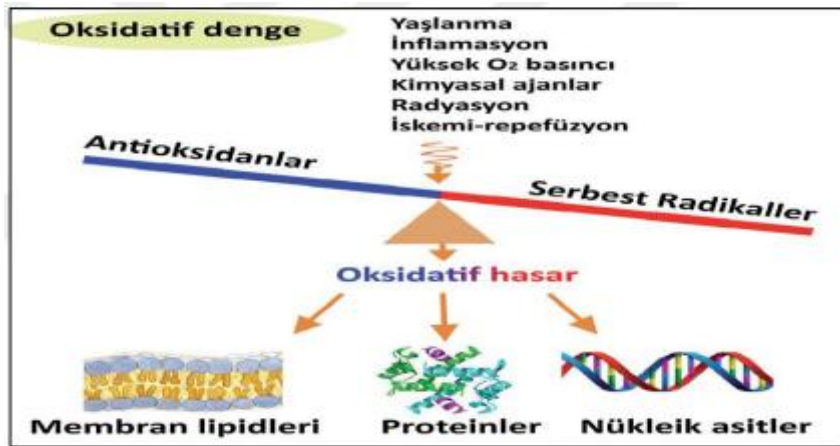 Oksidatif denge
Yaşlanma
İnflamasyon
Yüksek O₂ basıncı
Kimyasal ajanlar
Radyasyon
İskemi-repefüzyon
Antioksidanlar
Serbest Radikaller
Oksidatif hasar
Membran lipidleri
Proteinler
Nükleik asitler